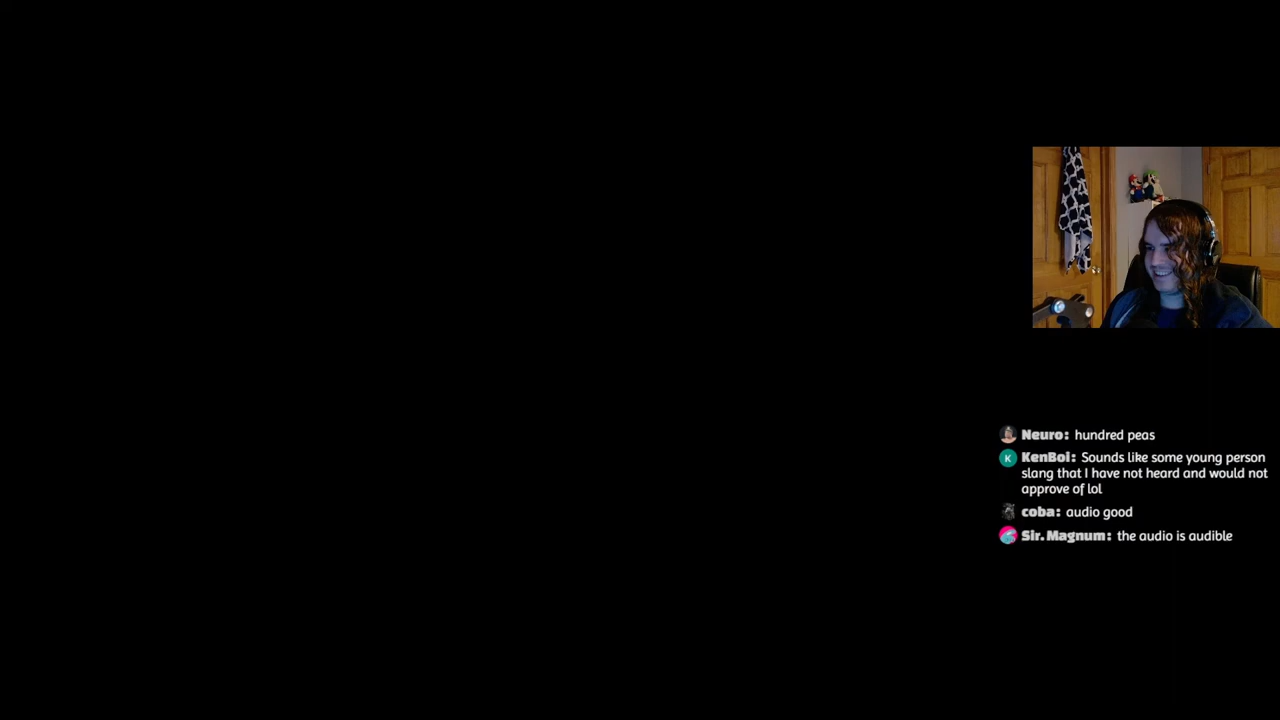 Neuro: hundred peas
KenBoi: Sounds like some young person
slang that I have not heard and would not
approve of lol
coba: audio good
Sir. Magnum: the audio is audible